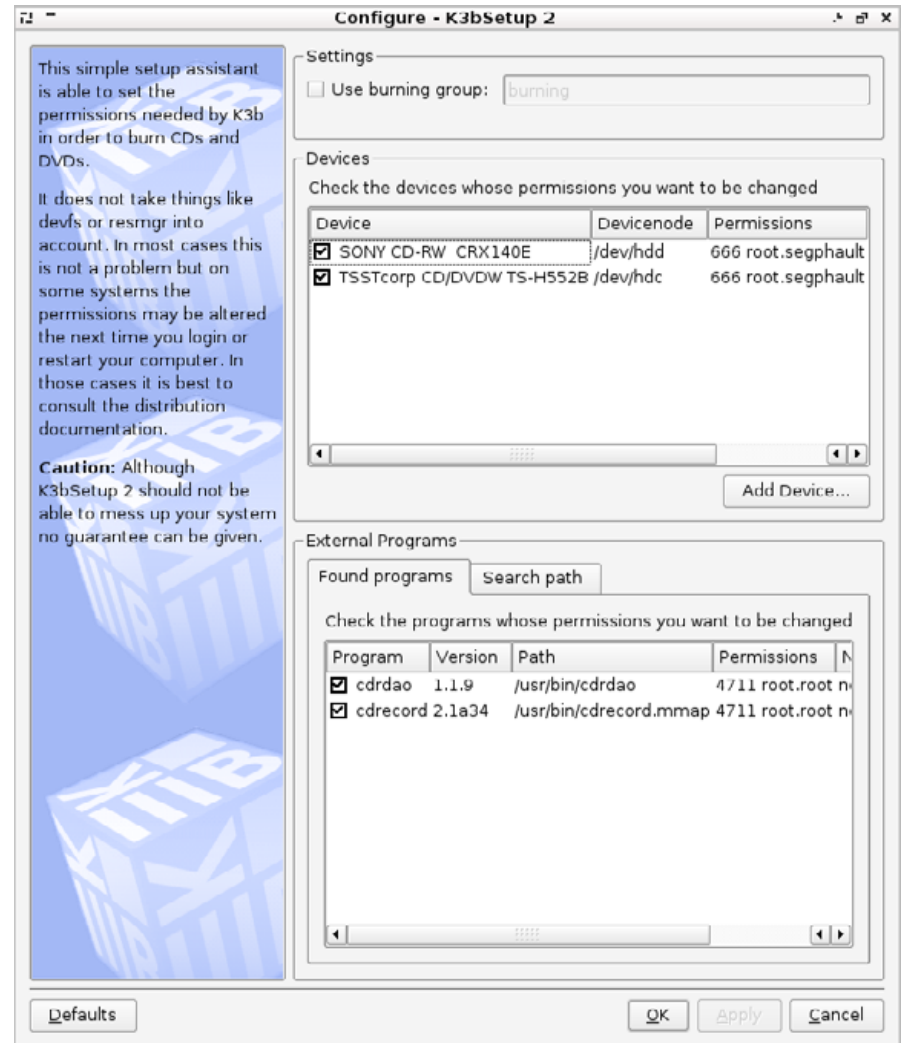 Configure - K3bSetup 2
This simple setup assistant
is able to set the
permissions needed by K3b
in order to burn CDs and
DVDs.
It does not take things like
devfs or resmgr into
account. In most cases this
is not a problem but on
some systems the
permissions may be altered
the next time you login or
restart your computer. In
those cases it is best to
consult the distribution
documentation.
Caution: Although
K3bSetup 2 should not be
able to mess up your system
no guarantee can be given.
Settings
Use burning group: burning
Devices
Check the devices whose permissions you want to be changed
Device Devicenode Permissions
SONY CD-RW CRX140E /dev/hdd 666 root.segphault
TSSTcorp CD/DVDW TS-H552B /dev/hdc 666 root.segphault
Add Device...
External Programs
Found programs Search path
Check the programs whose permissions you want to be changed
Program Version Path Permissions
cdrdao 1.1.9 /usr/bin/cdrdao 4711 root.root
cdrecord 2.1a34 /usr/bin/cdrecord.mmap 4711 root.root
Defaults OK Apply Cancel